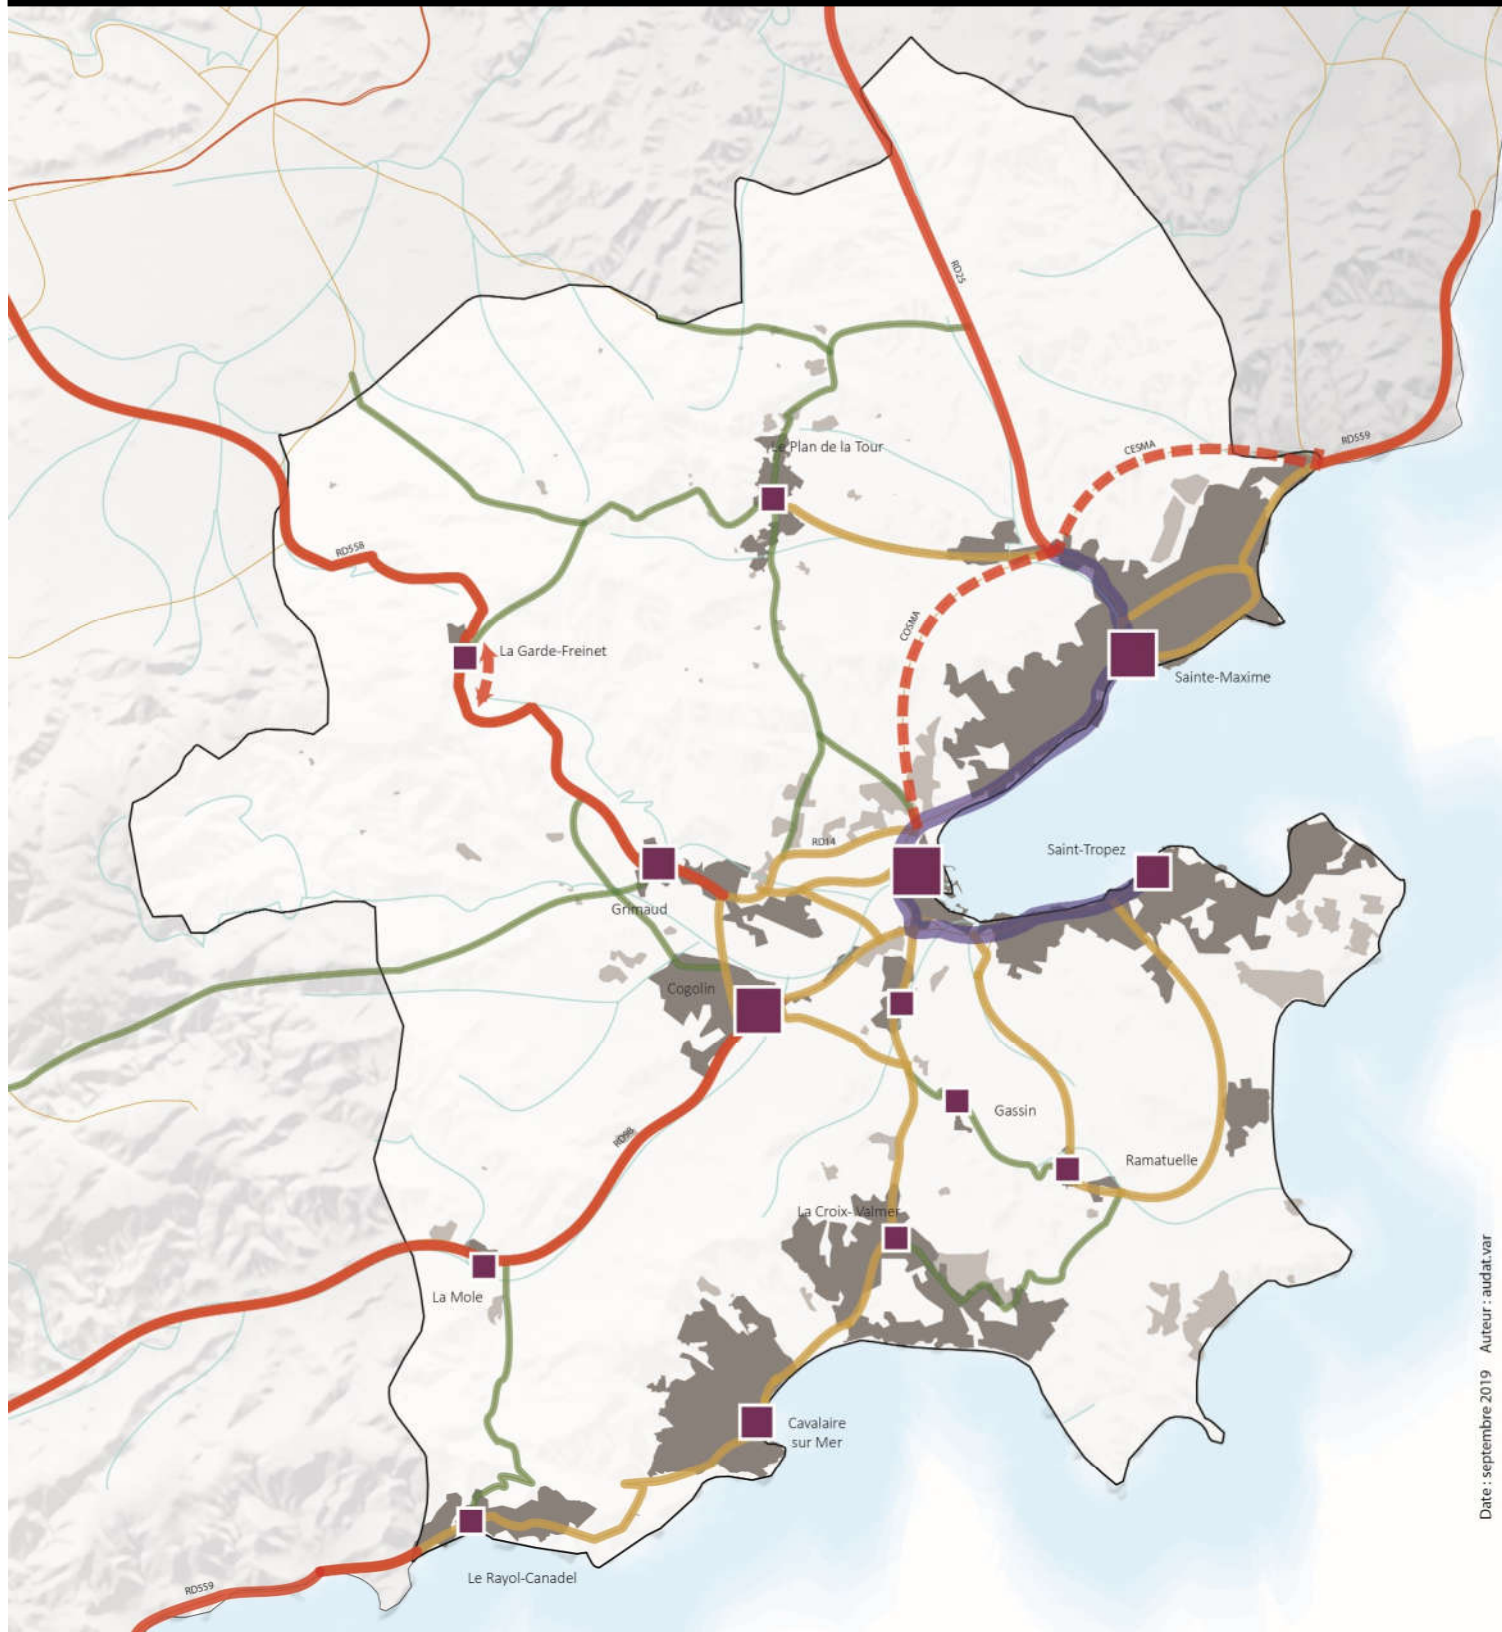 RD25
RD559
CESMA
Le Plan de la Tour
RD558
COSMA
La Garde-Freinet
Sainte-Maxime
RD14
Saint-Tropez
Grimaud
Cogolin
Gassin
RD98
Ramatuelle
La Croix-Valmer
La Mole
Cavalaire
sur Mer
Le Rayol-Canadel
RD559
Date : septembre 2019 Auteur : audat.var